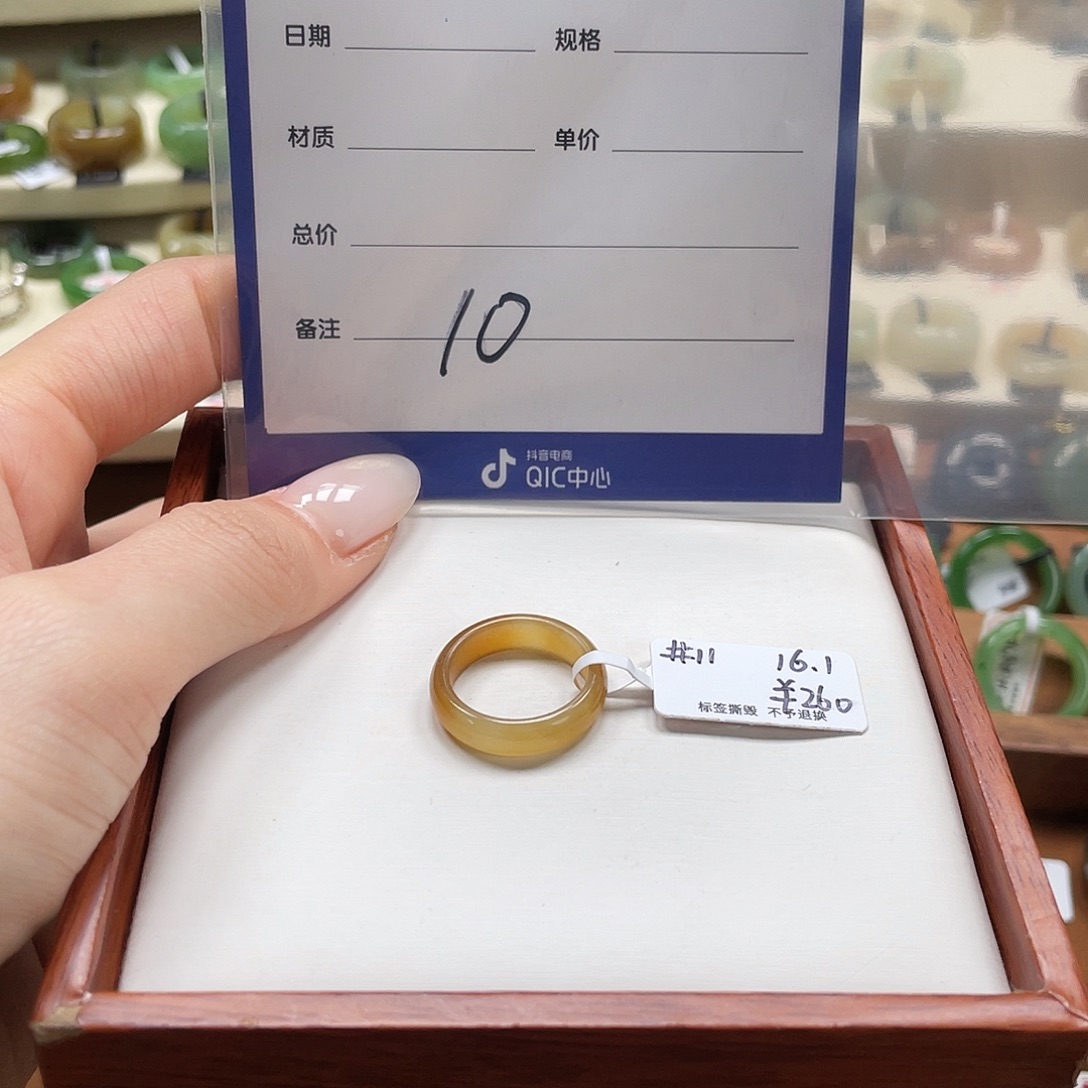 日期 规格
材质 单价
总价
备注 10
抖音电商
QIC中心
#11 16.1
¥260
标签撕毁 不予退换